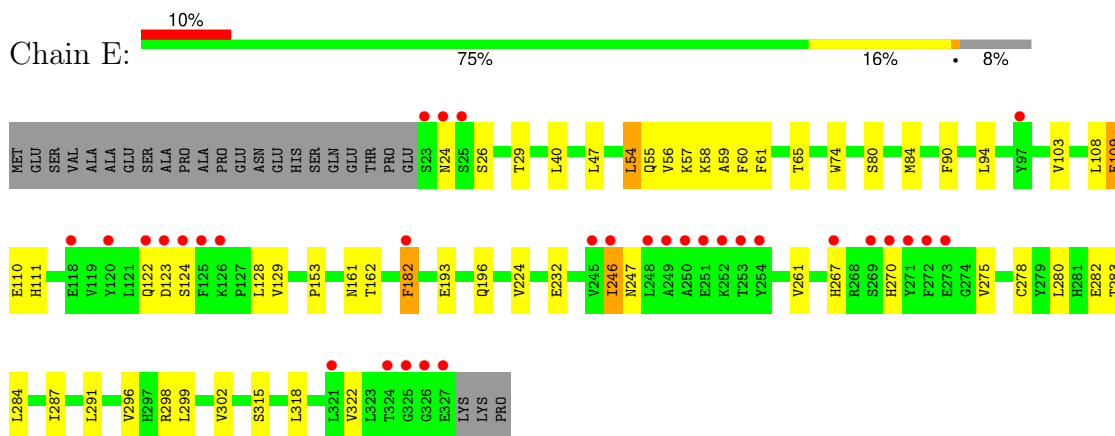 10%
Chain E:
75% 16% • 8%
MET GLU SER VAL ALA ALA GLU SER ALA PRO ALA PRO GLU ASN GLU HIS SER GLN GLU THR PRO GLU S23 N24 S25 S26 T29 L40 L47 L54 Q55 V56 K57 K58 A59 F60 F61 T65 W74 S80 M84 F90 L94 Y97 V103 L108
E110 H111 E118 V119 Y120 L121 Q122 D123 S124 F125 K126 P127 L128 V129 P153 N161 T162 F182 E193 Q196 V224 E232 V245 I246 N247 L248 A249 A250 E251 K252 T253 Y254 V261 H267 R268 S269 H270 Y271 F272 E273 G274 V275 C278 Y279 L280 H281 E282 T283
L284 I287 L291 V296 H297 R298 L299 V302 S315 L318 L321 V322 L323 T324 G325 G326 E327 LYS LYS PRO